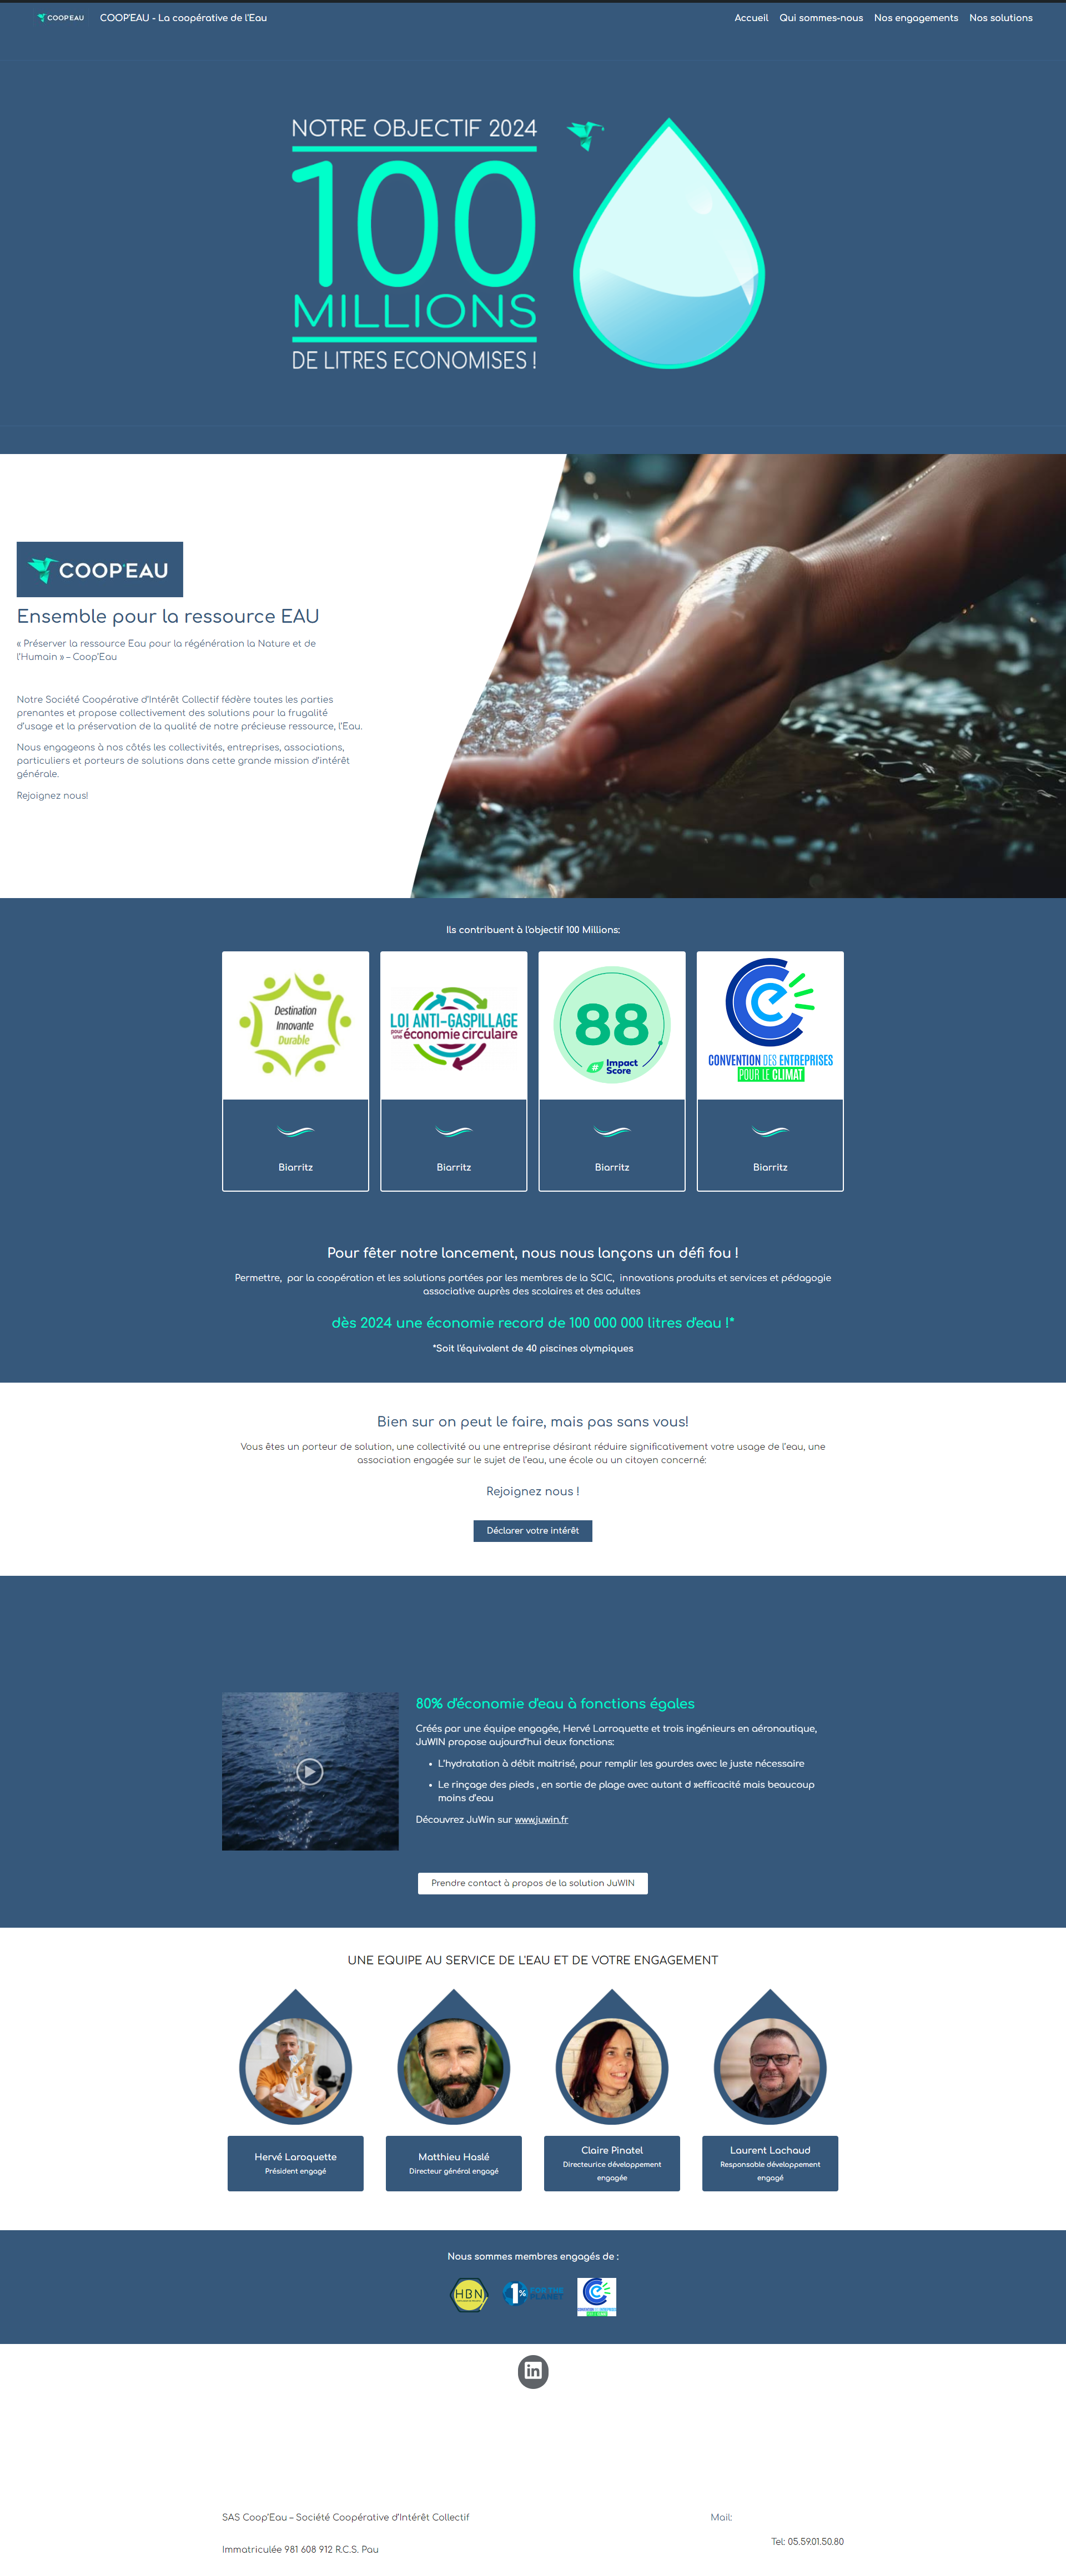 COOP'EAU
COOP'EAU - La coopérative de l'Eau
Accueil
Qui sommes-nous
Nos engagements
Nos solutions
NOTRE OBJECTIF 2024
100
MILLIONS
DE LITRES ECONOMISES !
COOP'EAU
Ensemble pour la ressource EAU
« Préserver la ressource Eau pour la régénération la Nature et de
l'Humain » – Coop'Eau
Notre Société Coopérative d'Intérêt Collectif fédère toutes les parties
prenantes et propose collectivement des solutions pour la frugalité
d'usage et la préservation de la qualité de notre précieuse ressource, l'Eau.
Nous engageons à nos côtés les collectivités, entreprises, associations,
particuliers et porteurs de solutions dans cette grande mission d'intérêt
générale.
Rejoignez nous!
Ils contribuent à l'objectif 100 Millions:
Destination
Innovante
Durable
Biarritz
LOI ANTI-GASPILLAGE
pour une économie circulaire
Biarritz
88
# Impact
Score
Biarritz
CONVENTION DES ENTREPRISES
POUR LE CLIMAT
Biarritz
Pour fêter notre lancement, nous nous lançons un défi fou !
Permettre, par la coopération et les solutions portées par les membres de la SCIC, innovations produits et services et pédagogie
associative auprès des scolaires et des adultes
dès 2024 une économie record de 100 000 000 litres d'eau !*
*Soit l'équivalent de 40 piscines olympiques
Bien sur on peut le faire, mais pas sans vous!
Vous êtes un porteur de solution, une collectivité ou une entreprise désirant réduire significativement votre usage de l'eau, une
association engagée sur le sujet de l'eau, une école ou un citoyen concerné:
Rejoignez nous !
Déclarer votre intérêt
80% d'économie d'eau à fonctions égales
Créés par une équipe engagée, Hervé Larroquette et trois ingénieurs en aéronautique,
JuWIN propose aujourd'hui deux fonctions:
• L'hydratation à débit maitrisé, pour remplir les gourdes avec le juste nécessaire
• Le rinçage des pieds , en sortie de plage avec autant d »efficacité mais beaucoup
moins d'eau
Découvrez JuWin sur www.juwin.fr
Prendre contact à propos de la solution JuWIN
UNE EQUIPE AU SERVICE DE L'EAU ET DE VOTRE ENGAGEMENT
Hervé Laroquette
Président engagé
Matthieu Haslé
Directeur général engagé
Claire Pinatel
Directeurice développement
engagée
Laurent Lachaud
Responsable développement
engagé
Nous sommes membres engagés de :
HBN
1%
FOR THE
PLANET
in
SAS Coop'Eau – Société Coopérative d'Intérêt Collectif
Immatriculée 981 608 912 R.C.S. Pau
Mail:
Tel: 05.59.01.50.80